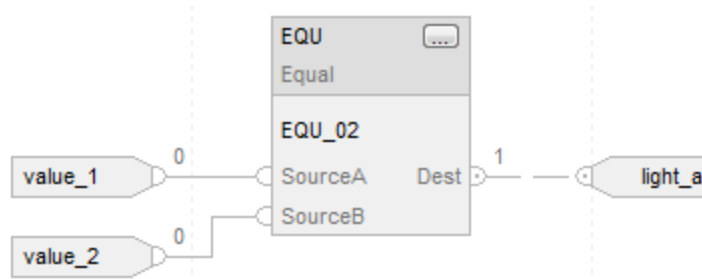 EQU ...
Equal
EQU_02
0
value_1
SourceA Dest
1
light_a
SourceB
0
value_2